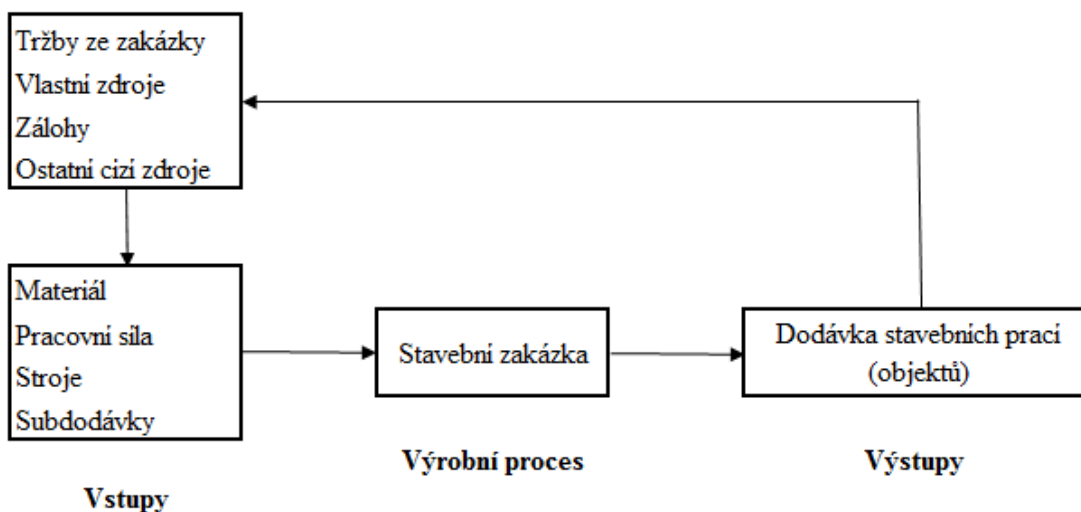 Tržby ze zakázky
Vlastní zdroje
Zálohy
Ostatní cizí zdroje
Materiál
Pracovní síla
Stroje
Subdodávky
Stavební zakázka
Dodávka stavebních prací
(objektů)
Výrobní proces
Výstupy
Vstupy